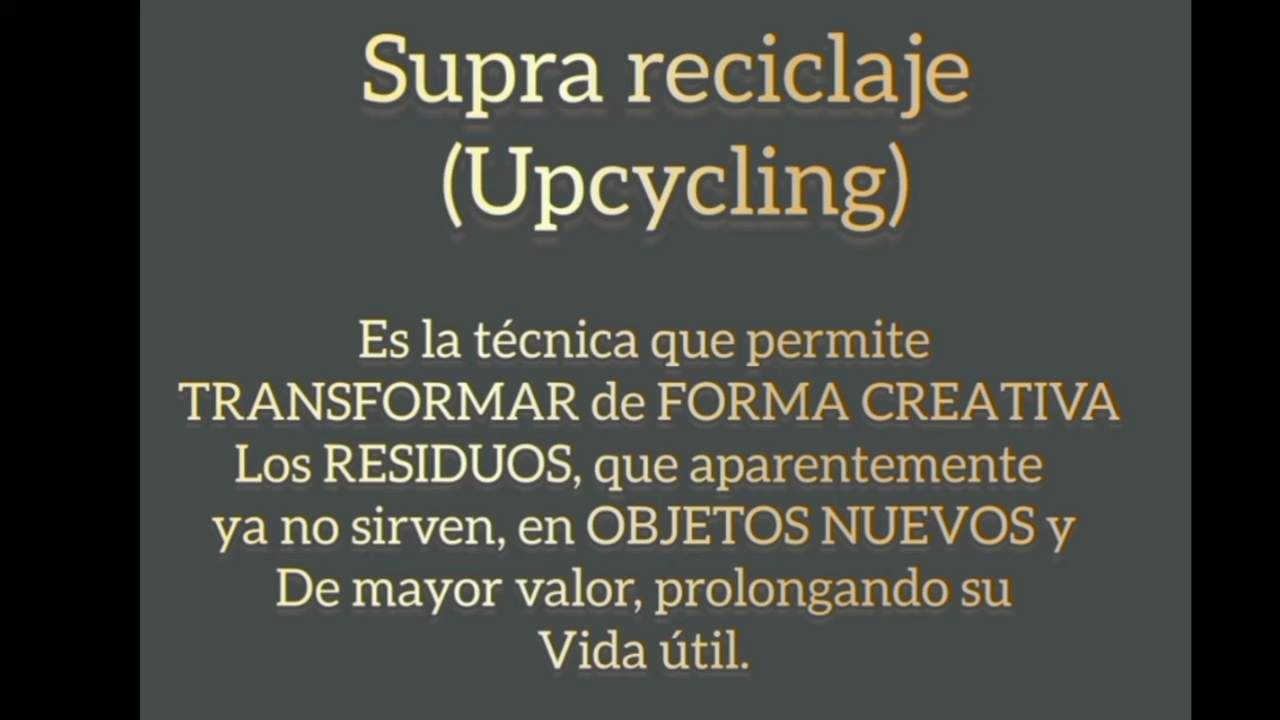 Supra reciclaje
(Upcycling)
Es la técnica que permite
TRANSFORMAR de FORMA CREATIVA
Los RESIDUOS, que aparentemente
ya no sirven, en OBJETOS NUEVOS y
De mayor valor, prolongando su
Vida útil.